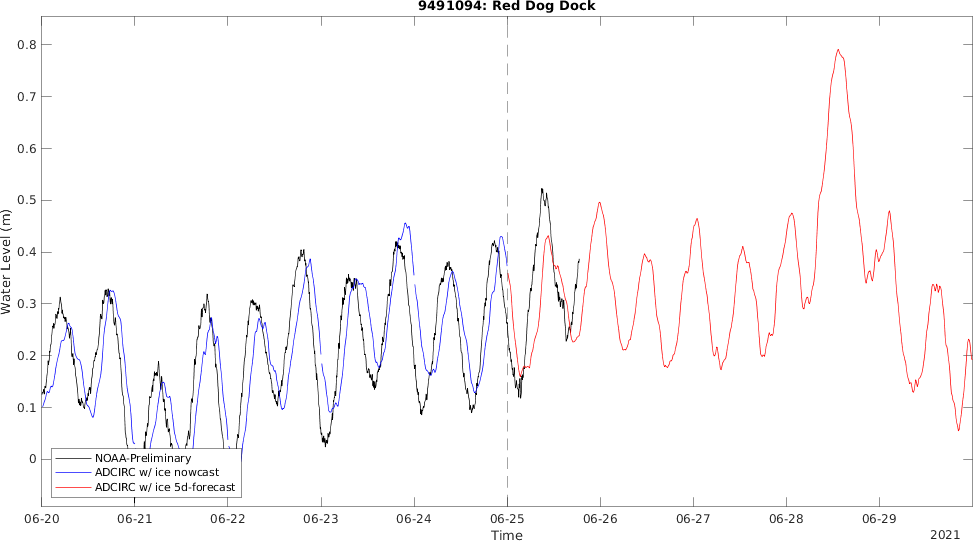 9491094: Red Dog Dock
Water Level (m)
0.8
0.7
0.6
0.5
0.4
0.3
0.2
0.1
0
NOAA-Preliminary
ADCIRC w/ ice nowcast
ADCIRC w/ ice 5d-forecast
06-20 06-21 06-22 06-23 06-24 06-25 06-26 06-27 06-28 06-29
Time
2021